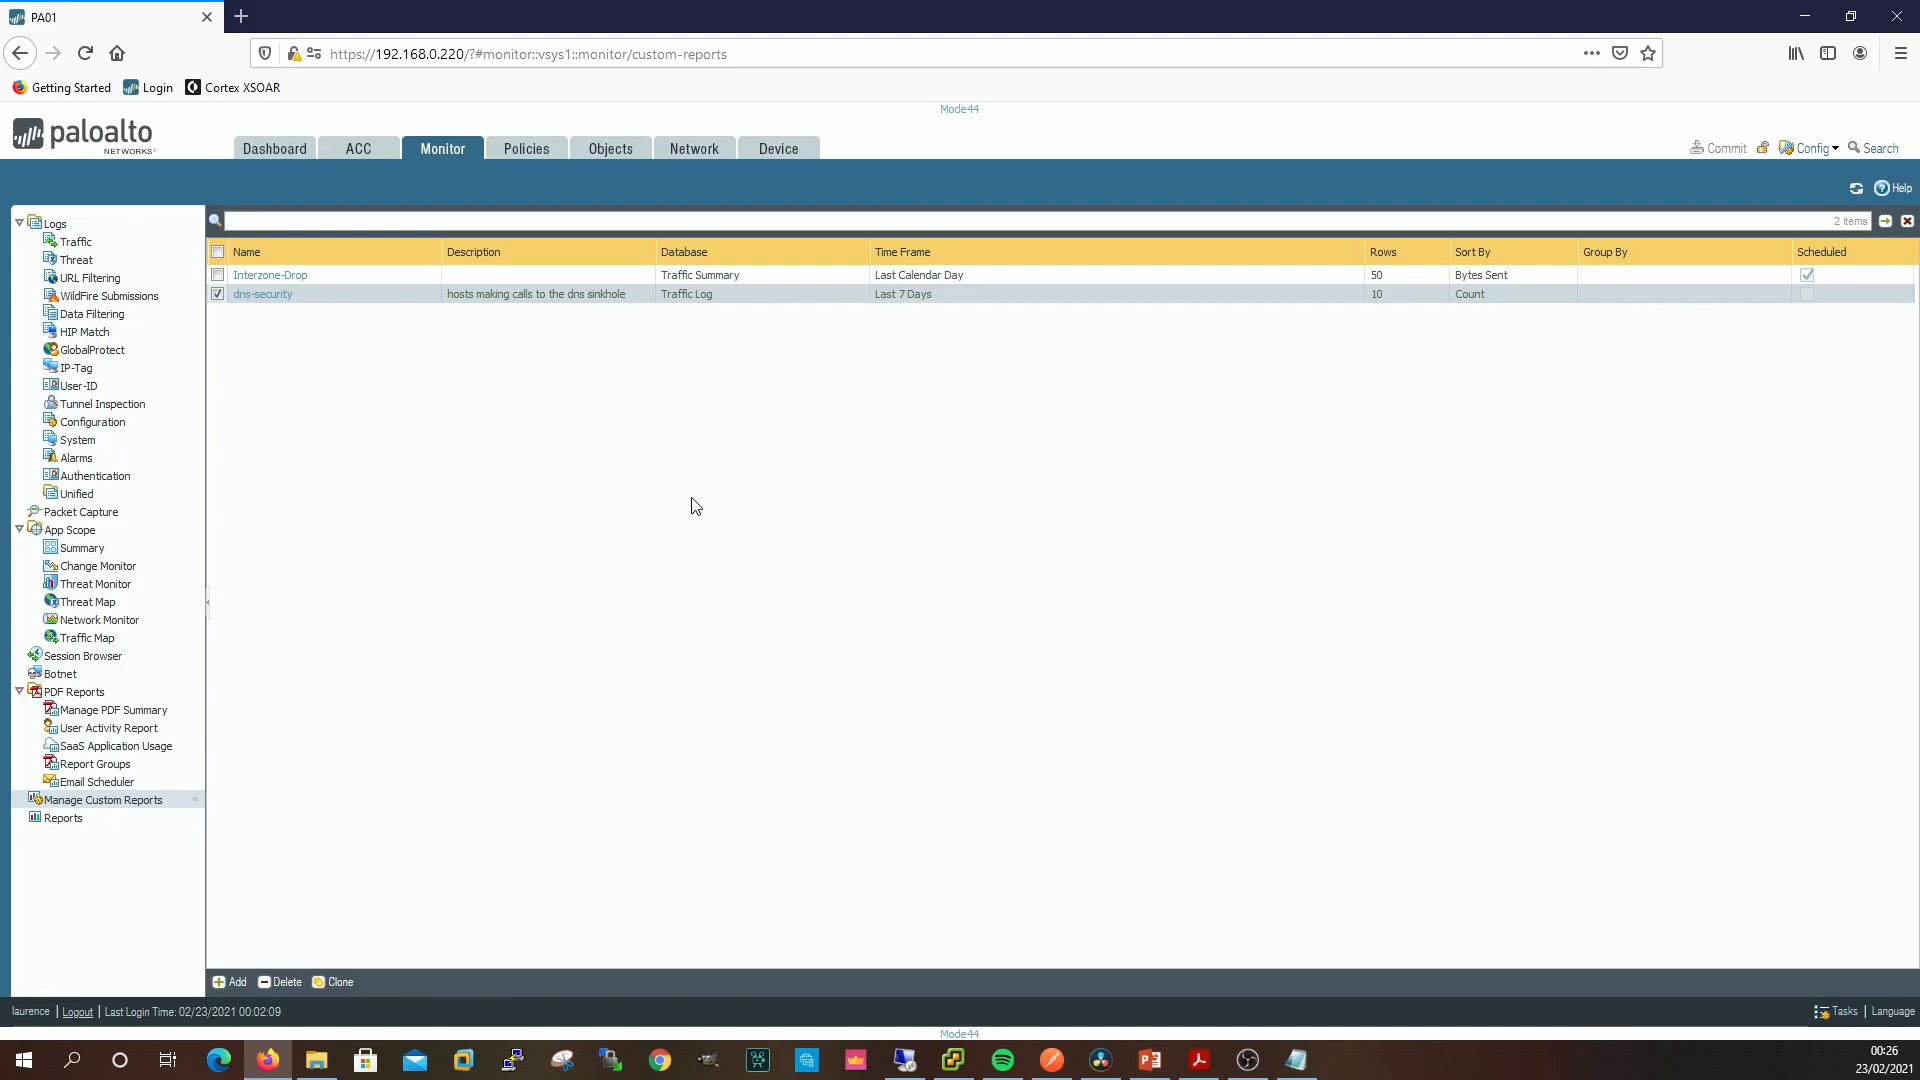 PA01
https://192.168.0.220/?#monitor::vsys1::monitor/custom-reports
Getting Started Login Cortex XSOAR
Mode44
paloalto
NETWORKS®
Dashboard ACC Monitor Policies Objects Network Device
Commit Config Search
Help
2 items
Logs
Traffic
Threat
URL Filtering
WildFire Submissions
Data Filtering
HIP Match
GlobalProtect
IP-Tag
User-ID
Tunnel Inspection
Configuration
System
Alarms
Authentication
Unified
Packet Capture
App Scope
Summary
Change Monitor
Threat Monitor
Threat Map
Network Monitor
Traffic Map
Session Browser
Botnet
PDF Reports
Manage PDF Summary
User Activity Report
SaaS Application Usage
Report Groups
Email Scheduler
Manage Custom Reports
Reports
Name Description Database Time Frame Rows Sort By Group By Scheduled
Interzone-Drop Traffic Summary Last Calendar Day 50 Bytes Sent
dns-security hosts making calls to the dns sinkhole Traffic Log Last 7 Days 10 Count
Add Delete Clone
laurence | Logout | Last Login Time: 02/23/2021 00:02:09
Tasks | Language
Mode44
00:26
23/02/2021